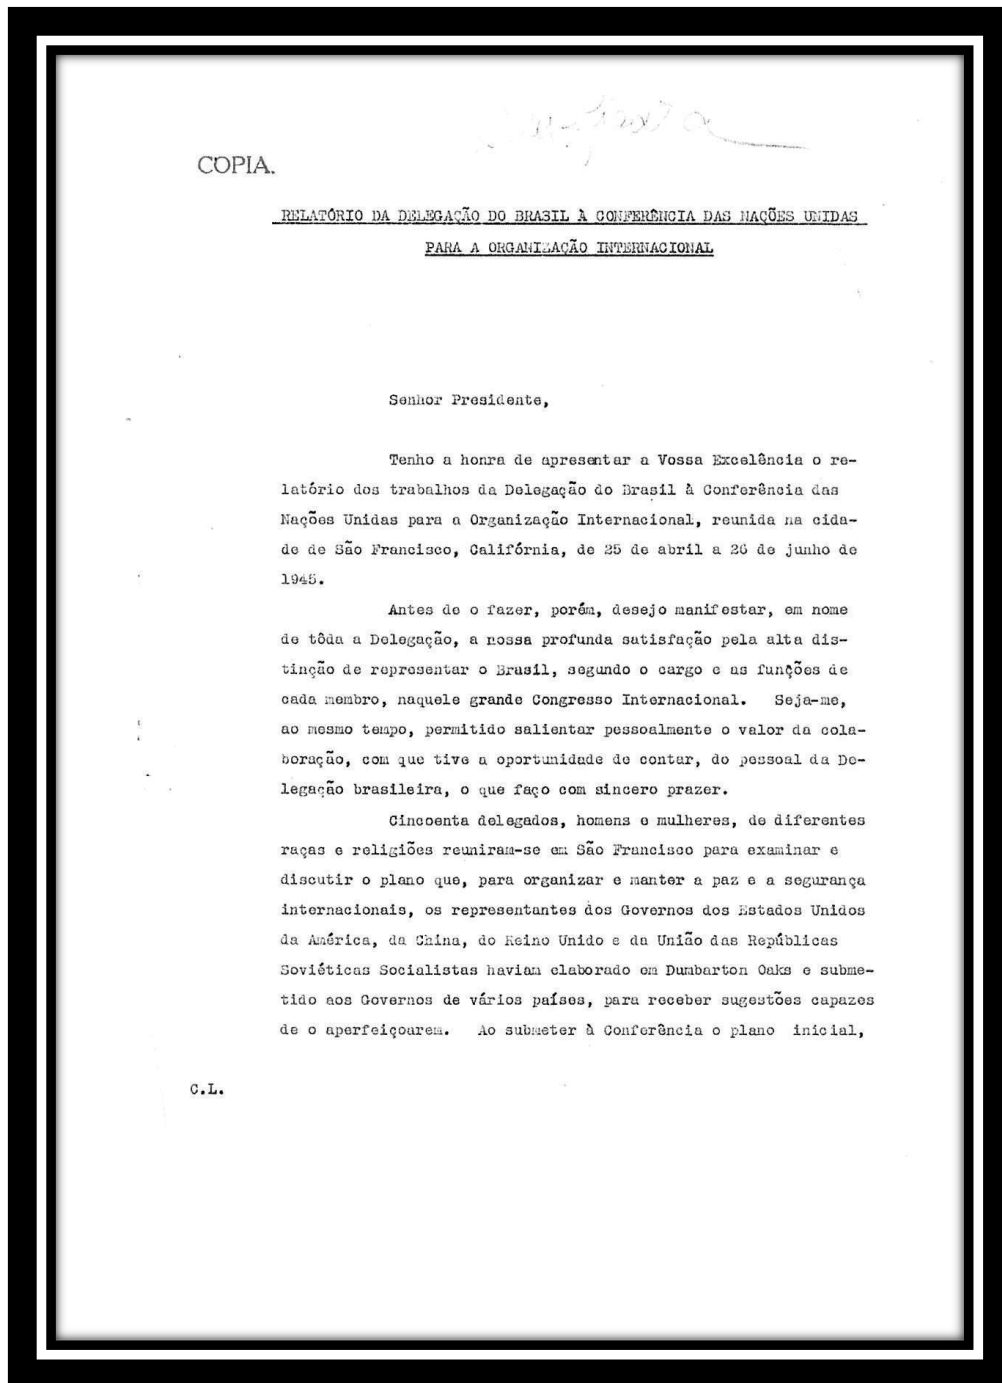 COPIA.
RELATÓRIO DA DELEGAÇÃO DO BRASIL À CONFERÊNCIA DAS NAÇÕES UNIDAS
PARA A ORGANIZAÇÃO INTERNACIONAL
Senhor Presidente,
Tenho a honra de apresentar a Vossa Excelência o re-
latório dos trabalhos da Delegação do Brasil à Conferência das
Nações Unidas para a Organização Internacional, reunida na cida-
de de São Francisco, Califórnia, de 25 de abril a 26 de junho de
1945.
Antes de o fazer, porém, desejo manifestar, em nome
de tôda a Delegação, a nossa profunda satisfação pela alta dis-
tinção de representar o Brasil, segundo o cargo e as funções de
cada membro, naquele grande Congresso Internacional. Seja-me,
ao mesmo tempo, permitido salientar pessoalmente o valor da cola-
boração, com que tive a oportunidade de contar, do pessoal da De-
legação brasileira, o que faço com sincero prazer.
Cincoenta delegados, homens e mulheres, de diferentes
raças e religiões reuniram-se em São Francisco para examinar e
discutir o plano que, para organizar e manter a paz e a segurança
internacionais, os representantes dos Governos dos Estados Unidos
da América, da China, do Reino Unido e da União das Repúblicas
Soviéticas Socialistas haviam elaborado em Dumbarton Oaks e subme-
tido aos Governos de vários países, para receber sugestões capazes
de o aperfeiçoarem. Ao submeter à Conferência o plano inicial,
C.L.